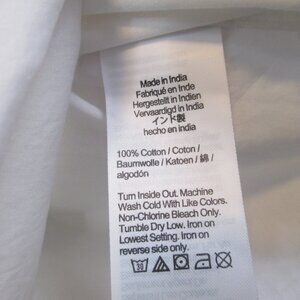 Made in India
Fabriqué en Inde
Hergestellt in Indien
Vervaardigd in India
インド製
hecho en india
100% Cotton / Coton /
Baumwolle / Katoen / 綿 /
algodón
Turn Inside Out. Machine
Wash Cold With Like Colors.
Non-Chlorine Bleach Only.
Tumble Dry Low. Iron on
Lowest Setting. Iron on
reverse side only.